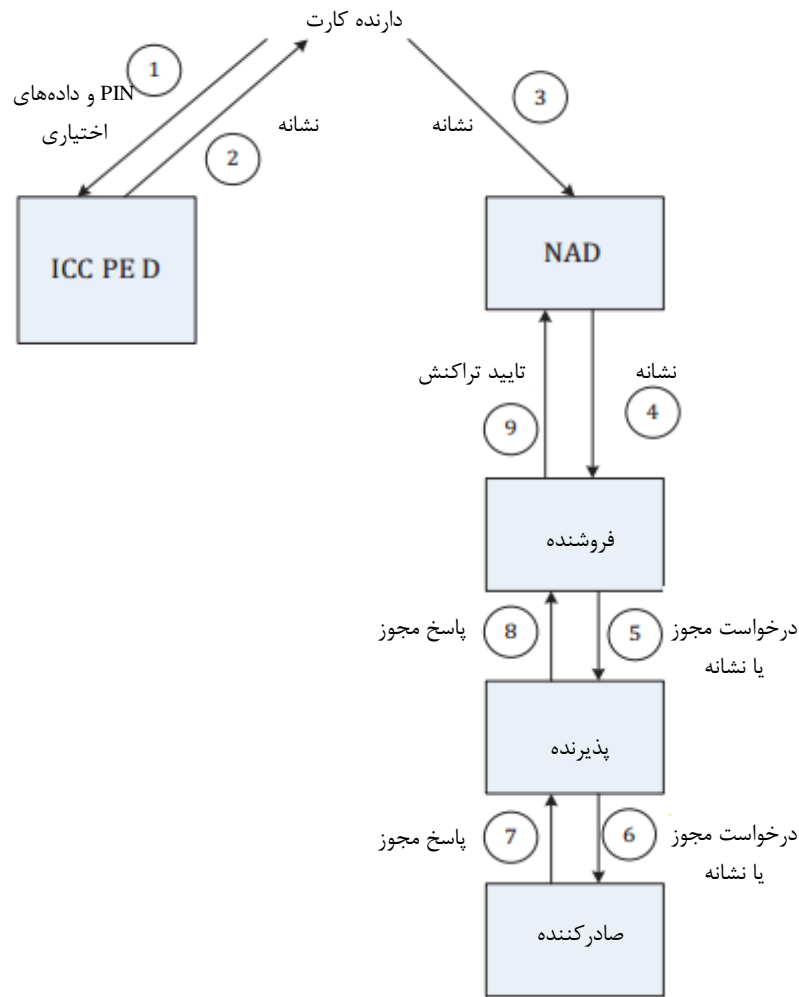 دارنده کارت
1
PIN و داده‌های
اختیاری
2
نشانه
3
نشانه
ICC PE D
NAD
تایید تراکنش
9
نشانه
4
فروشنده
پاسخ مجوز
8
5
درخواست مجوز
یا نشانه
پذیرنده
پاسخ مجوز
7
6
درخواست مجوز
یا نشانه
صادرکننده